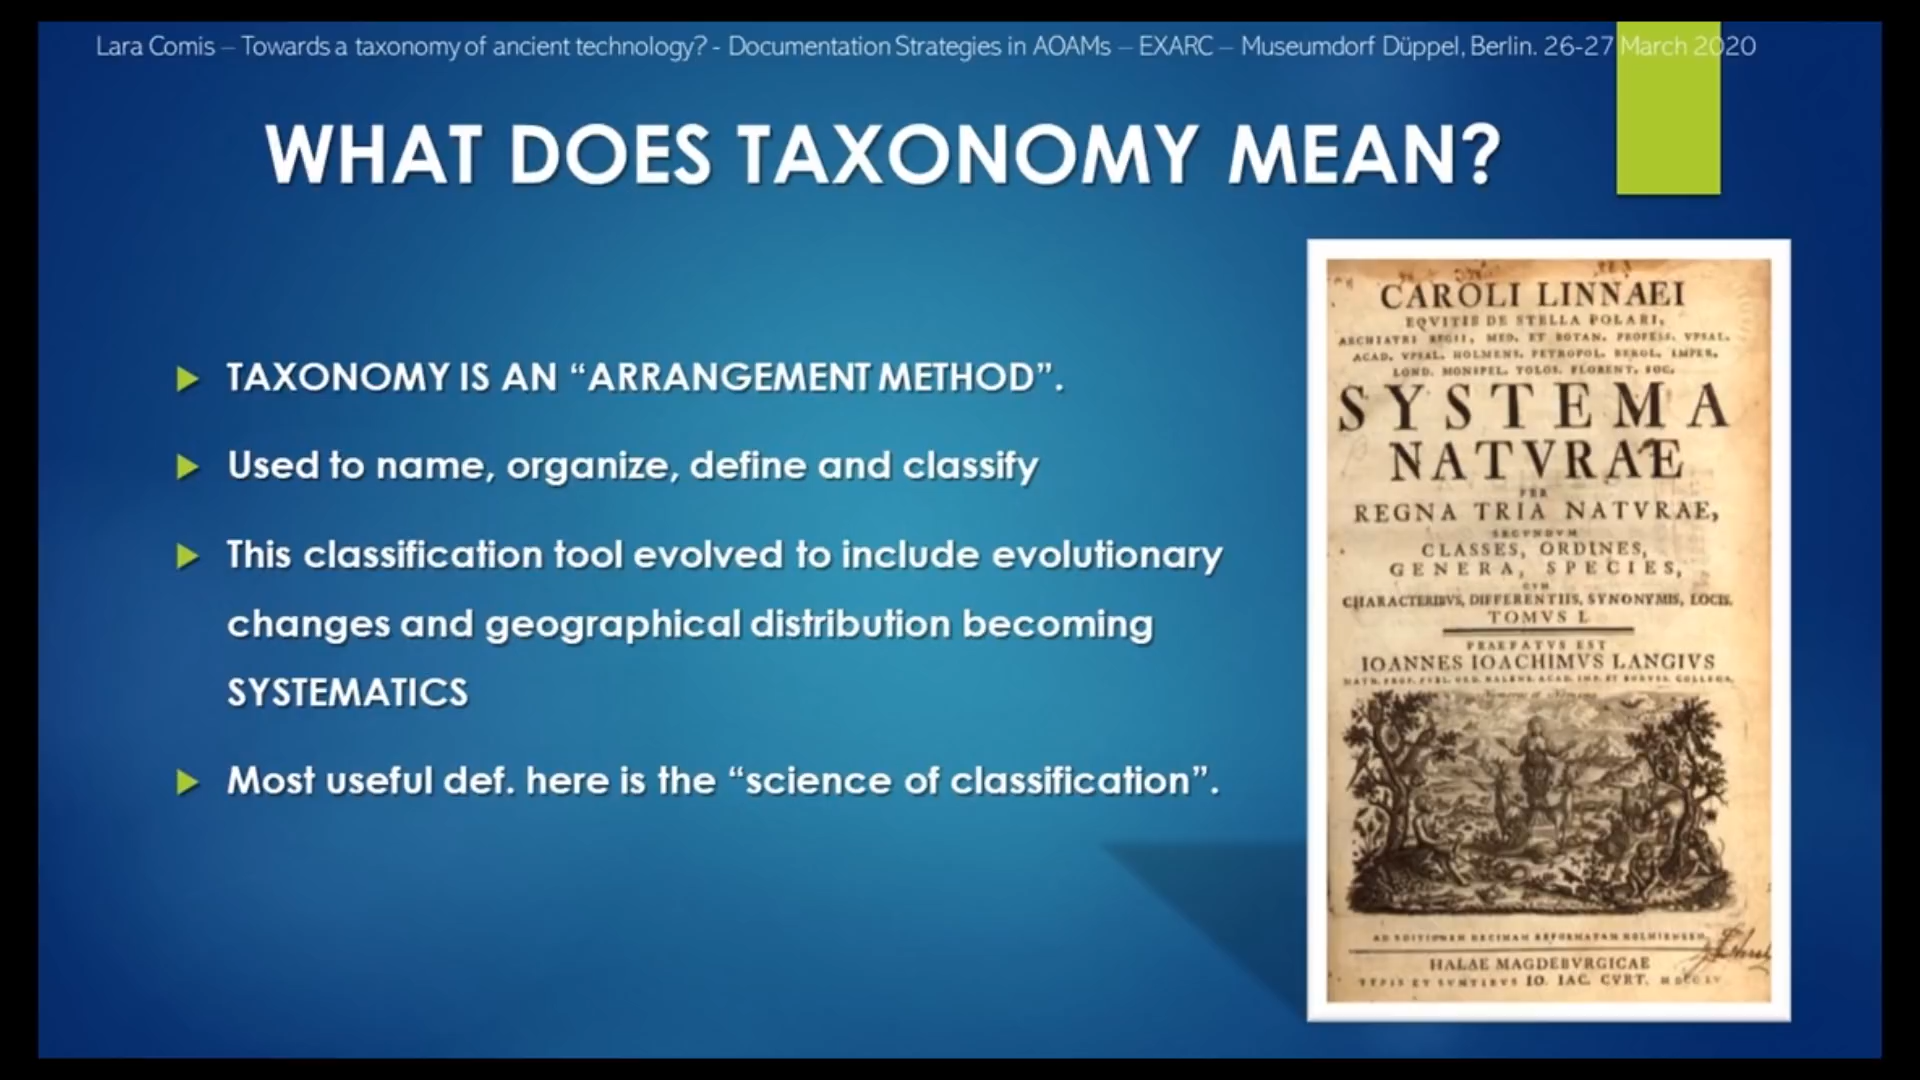 Lara Comis – Towards a taxonomy of ancient technology? - Documentation Strategies in AOAMs – EXARC – Museumdorf Düppel, Berlin. 26-27 March 2020
WHAT DOES TAXONOMY MEAN?
TAXONOMY IS AN “ARRANGEMENT METHOD”.
Used to name, organize, define and classify
This classification tool evolved to include evolutionary
changes and geographical distribution becoming
SYSTEMATICS
Most useful def. here is the “science of classification”.
CAROLI LINNAEI
EQVITIS DE STELLA POLARI,
ARCHIATRI REGII, MED. ET BOTAN. PROFESS. VPSAL.
ACAD. VPSAL. HOLMENS. PETROPOL. BEROL. IMPER.
LOND. MONSPEL. TOLOS. FLORENT. SOC.
SYSTEMA
NATVRAE
PER
REGNA TRIA NATVRAE,
SECVNDVM
CLASSES, ORDINES,
GENERA, SPECIES,
CVM
CHARACTERIBVS, DIFFERENTIIS, SYNONYMIS, LOCIS.
TOMVS I.
PRAEFATVS EST
IOANNES IOACHIMVS LANGIVS
AD EDITIONEM DECIMAM REFORMATAM HOLMIENSEM
HALAE MAGDEBVRGICAE
TYPIS ET SVMTIBVS IO. IAC. CVRT.